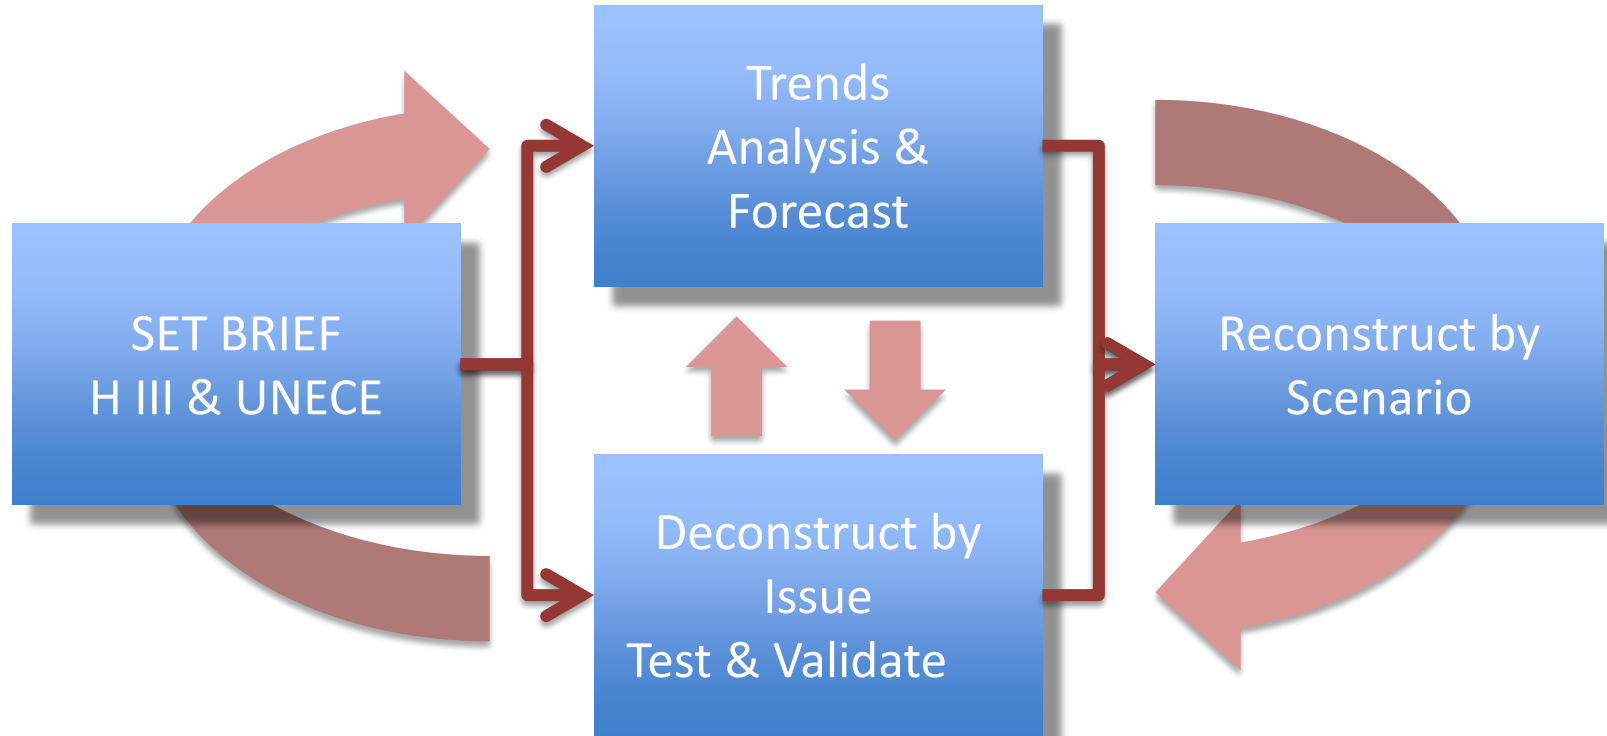 Trends
Analysis &
Forecast
SET BRIEF
H III & UNECE
Reconstruct by
Scenario
Deconstruct by
Issue
Test & Validate